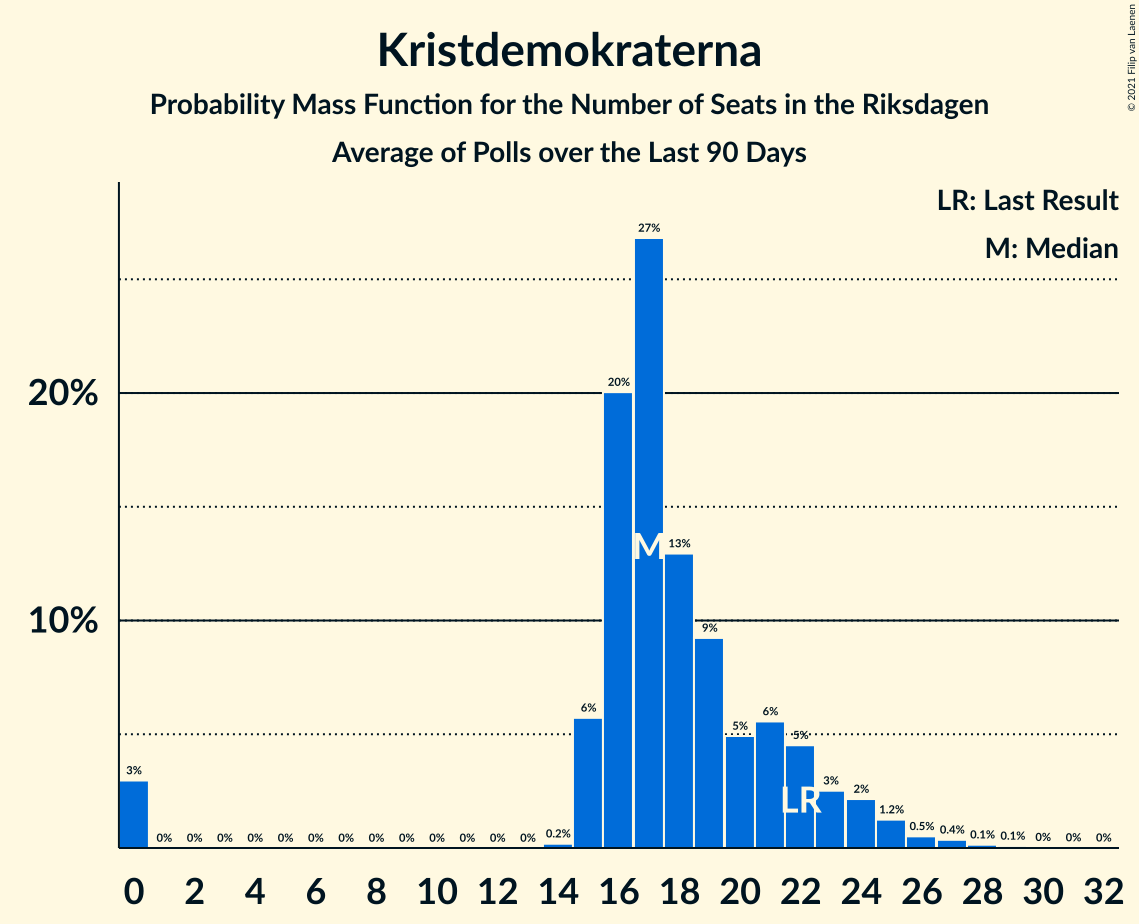 Kristdemokraterna
Probability Mass Function for the Number of Seats in the Riksdagen
Average of Polls over the Last 90 Days
© 2021 Filip van Laenen
LR: Last Result
M: Median
20%
10%
3% 0% 0% 0% 0% 0% 0% 0% 0% 0% 0% 0% 0% 0% 0.2% 6% 20% 27% 13% 9% 5% 6% 5% 3% 2% 1.2% 0.5% 0.4% 0.1% 0.1% 0% 0% 0%
M
LR
0 2 4 6 8 10 12 14 16 18 20 22 24 26 28 30 32